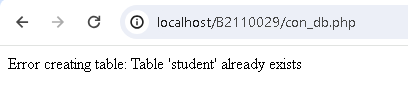 localhost/B2110029/con_db.php
Error creating table: Table 'student' already exists